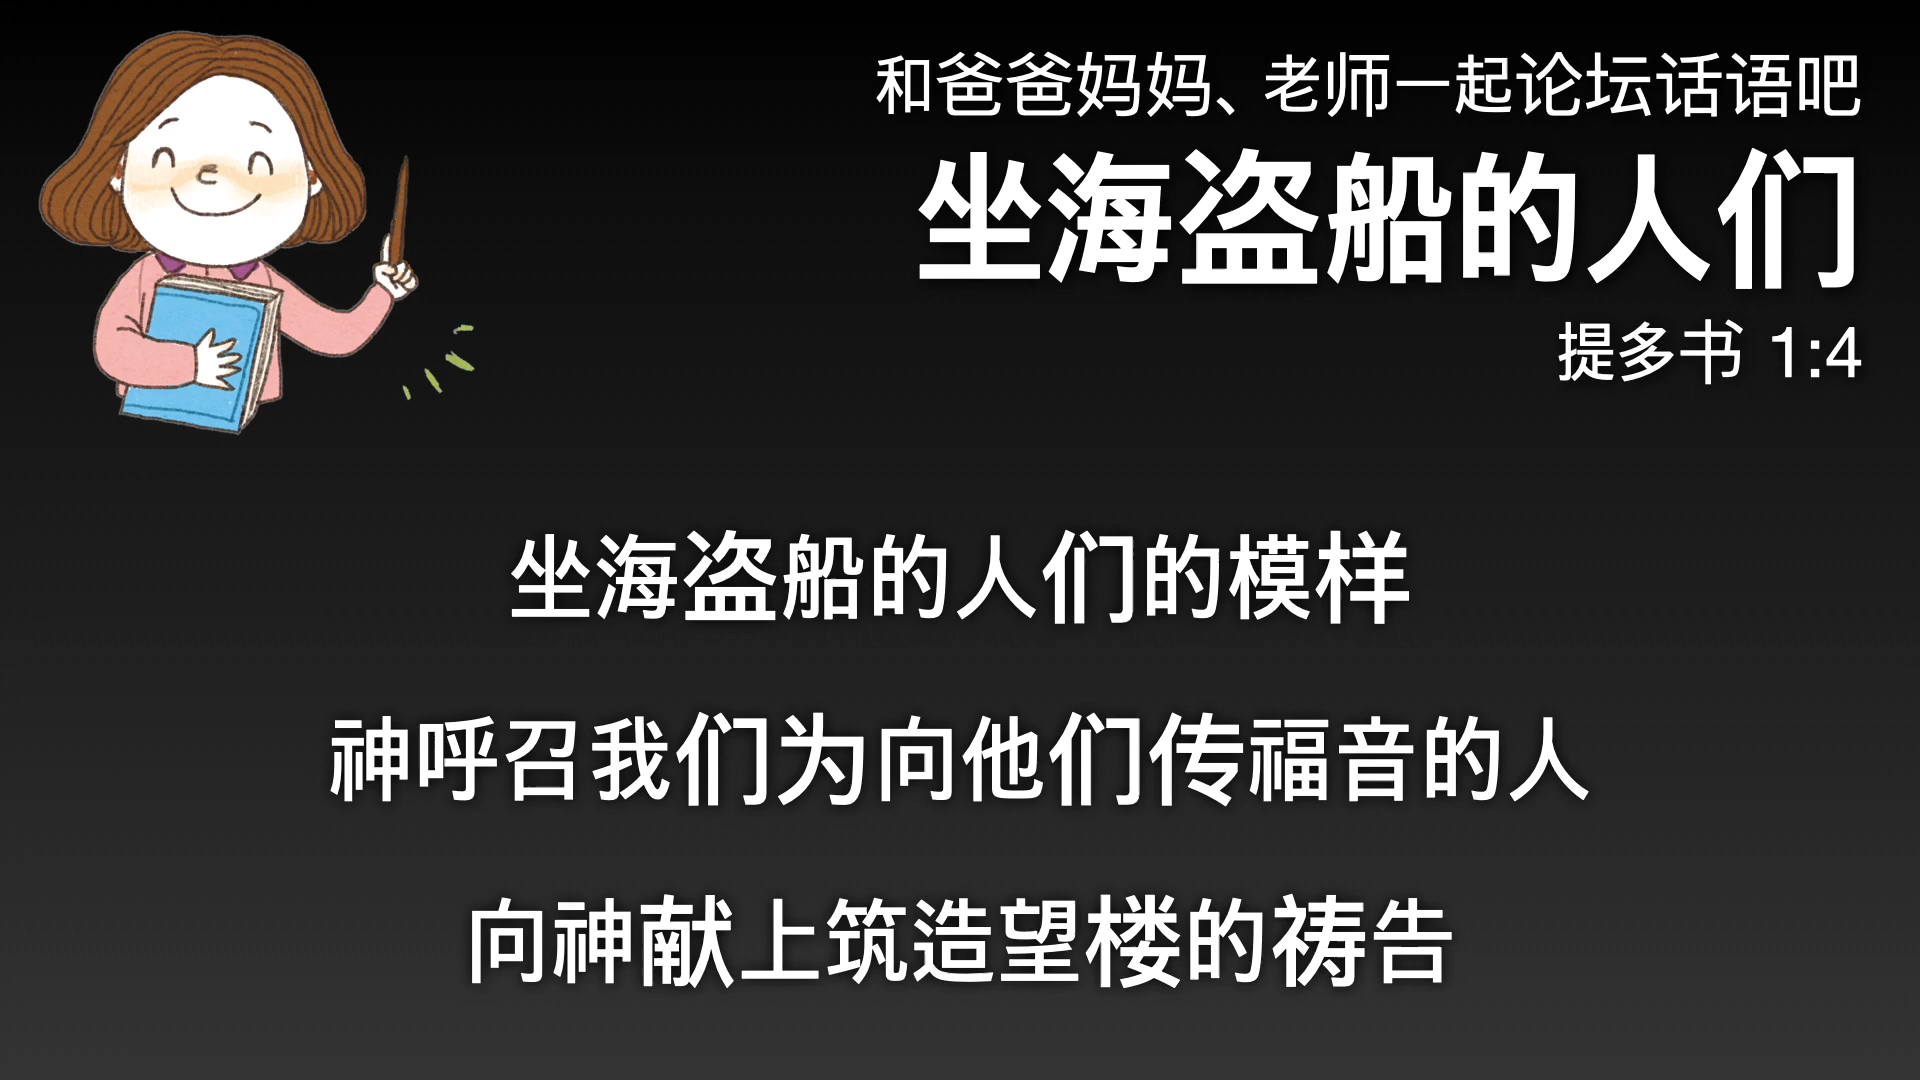 和爸爸妈妈、老师一起论坛话语吧
坐海盗船的人们
提多书 1:4
坐海盗船的人们的模样
神呼召我们为向他们传福音的人
向神献上筑造望楼的祷告